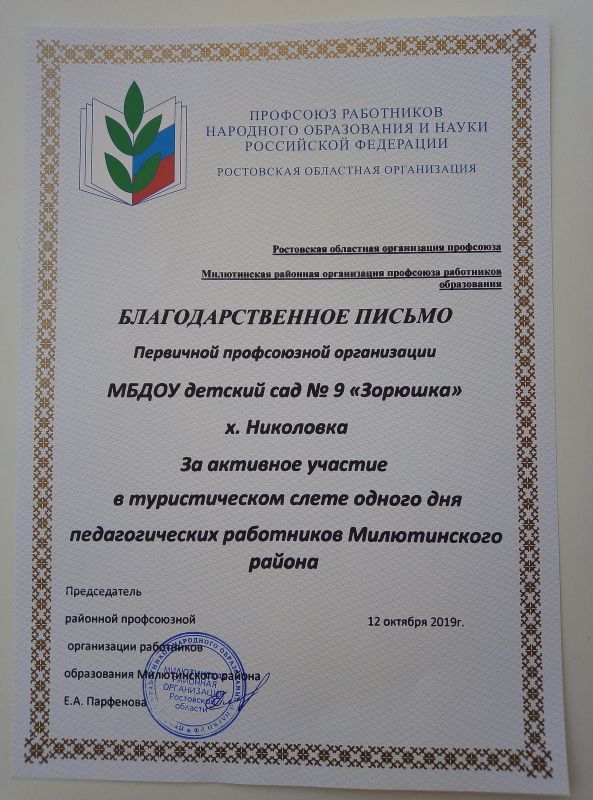 ПРОФСОЮЗ РАБОТНИКОВ
НАРОДНОГО ОБРАЗОВАНИЯ И НАУКИ
РОССИЙСКОЙ ФЕДЕРАЦИИ
РОСТОВСКАЯ ОБЛАСТНАЯ ОРГАНИЗАЦИЯ
Ростовская областная организация профсоюза
Милютинская районная организация профсоюза работников
образования
БЛАГОДАРСТВЕННОЕ ПИСЬМО
Первичной профсоюзной организации
МБДОУ детский сад № 9 «Зорюшка»
х. Николовка
За активное участие
в туристическом слете одного дня
педагогических работников Милютинского
района
Председатель
районной профсоюзной
12 октября 2019г.
организации работников
образования Милютинского района
Е.А. Парфенова
МИЛЮТИНСКАЯ
РАЙОННАЯ
ОРГАНИЗАЦИЯ
Ростовской
области